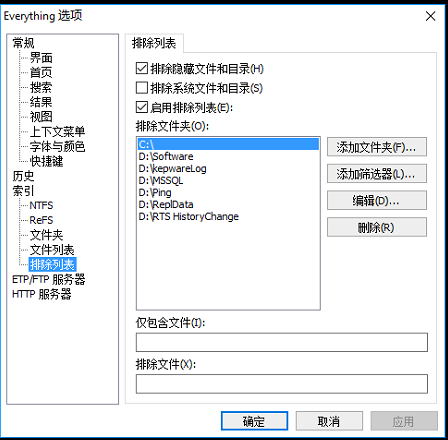 Everything 选项
常规
界面
首页
搜索
结果
视图
上下文菜单
字体与颜色
快捷键
历史
索引
NTFS
ReFS
文件夹
文件列表
排除列表
ETP/FTP 服务器
HTTP 服务器
排除列表
排除隐藏文件和目录(H)
排除系统文件和目录(S)
启用排除列表(E):
排除文件夹(O):
C:\
D:\Software
D:\kepwareLog
D:\MSSQL
D:\Ping
D:\ReplData
D:\RTS HistoryChange
添加文件夹(F)...
添加筛选器(L)...
编辑(D)...
删除(R)
仅包含文件(I):
排除文件(X):
确定
取消
应用